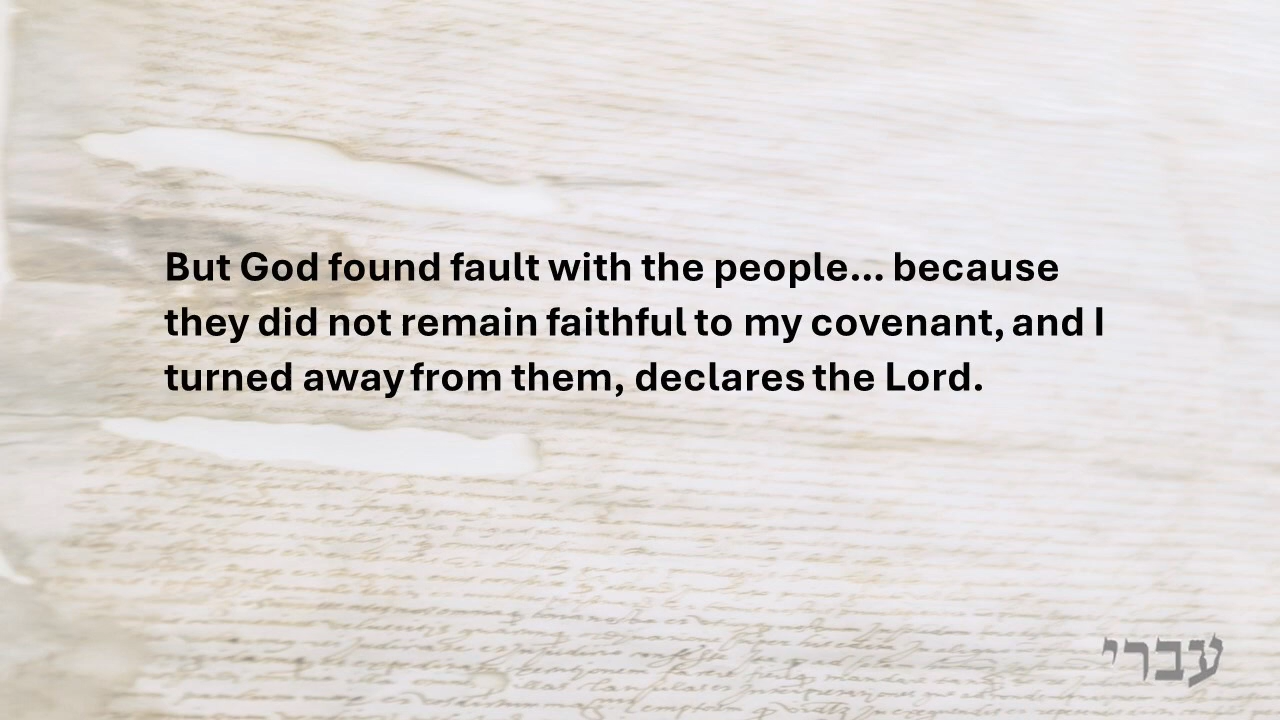 But God found fault with the people... because
they did not remain faithful to my covenant, and I
turned away from them, declares the Lord.
עברי